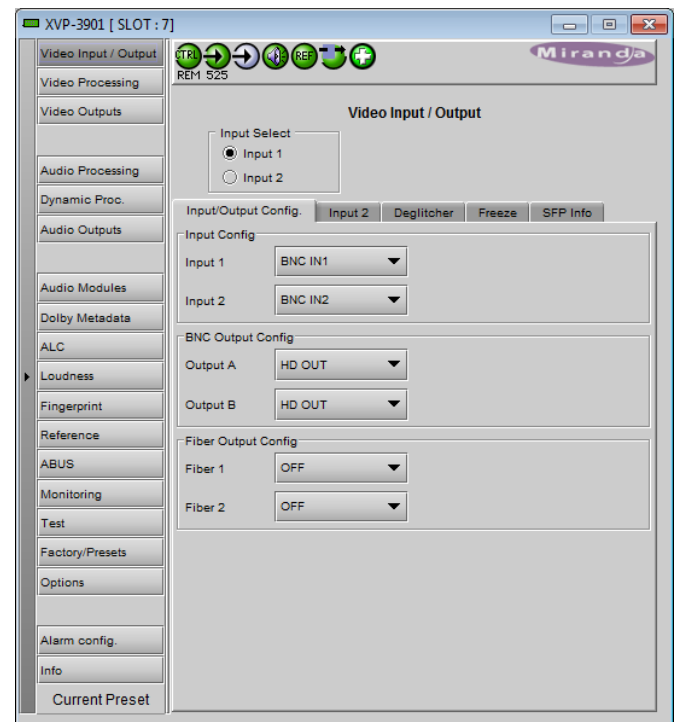 XVP-3901 [ SLOT : 7]
Video Input / Output
Video Processing
Video Outputs
Audio Processing
Dynamic Proc.
Audio Outputs
Audio Modules
Dolby Metadata
ALC
Loudness
Fingerprint
Reference
ABUS
Monitoring
Test
Factory/Presets
Options
Alarm config.
Info
Current Preset
CTRL
REF
REM 525
Miranda
Video Input / Output
Input Select
Input 1
Input 2
Input/Output Config. Input 2 Deglitcher Freeze SFP Info
Input Config
Input 1 BNC IN1
Input 2 BNC IN2
BNC Output Config
Output A HD OUT
Output B HD OUT
Fiber Output Config
Fiber 1 OFF
Fiber 2 OFF